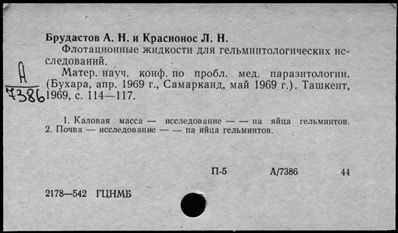 Брудастов А. Н. и Краснонос Л. Н.
Флотационные жидкости для гельминтологических ис-
следований.
Матер. науч. конф. по пробл. мед. паразитологии.
(Бухара, апр. 1969 г., Самарканд, май 1969 г.). Ташкент,
1969, с. 114—117.
А
7386
1. Каловая масса — исследование — — на яйца гельминтов.
2. Почва — исследование — — на яйца гельминтов.
П-5 А/7386 44
2178—542 ГЦНМБ